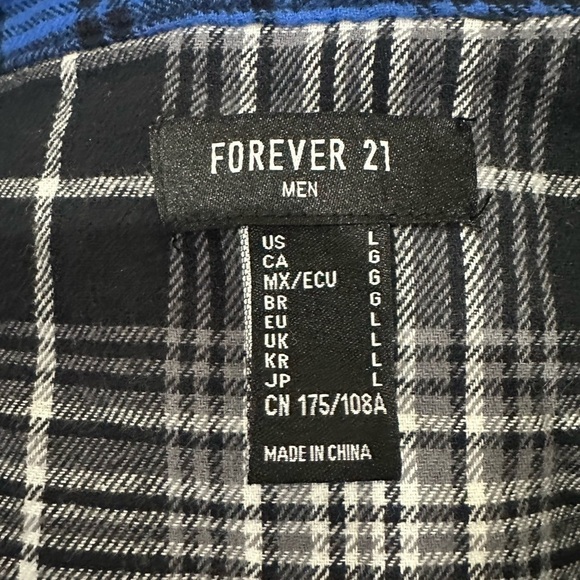 FOREVER 21
MEN
US L
CA G
MX/ECU G
BR G
EU L
UK L
KR L
JP L
CN 175/108A
MADE IN CHINA